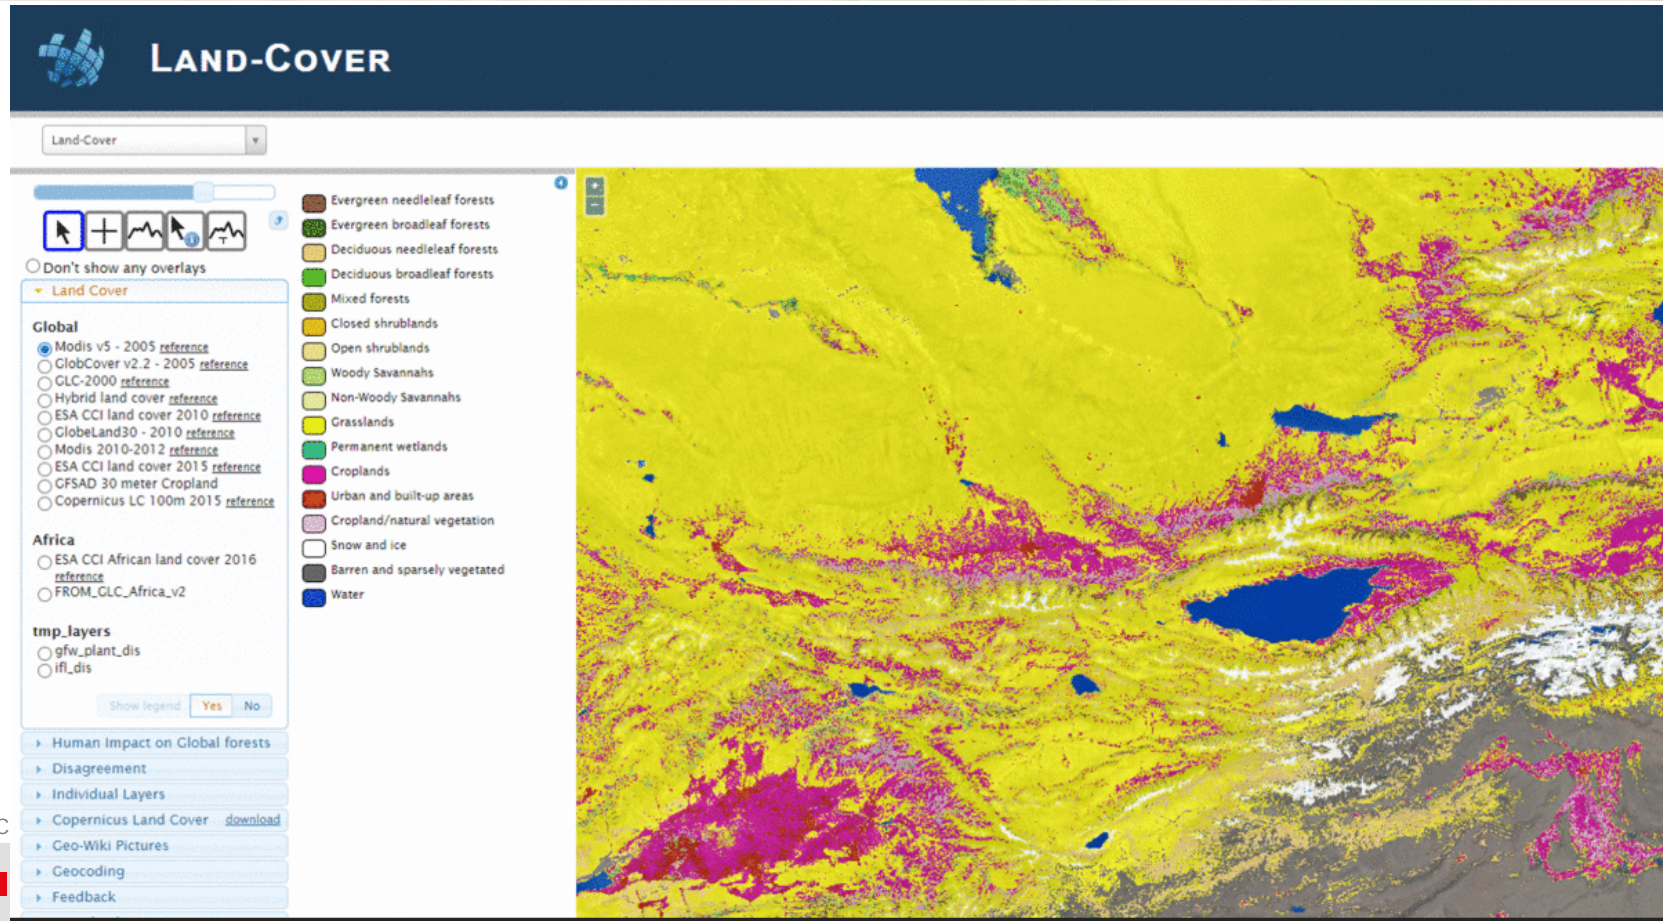 LAND-COVER
Land-Cover
Don't show any overlays
Land Cover
Global
Modis v5 - 2005 reference
GlobCover v2.2 - 2005 reference
GLC-2000 reference
Hybrid land cover reference
ESA CCI land cover 2010 reference
GlobeLand30 - 2010 reference
Modis 2010-2012 reference
ESA CCI land cover 2015 reference
GFSAD 30 meter Cropland
Copernicus LC 100m 2015 reference
Africa
ESA CCI African land cover 2016
reference
FROM_GLC_Africa_v2
tmp_layers
gfw_plant_dis
ifl_dis
Show legend Yes No
Human Impact on Global forests
Disagreement
Individual Layers
Copernicus Land Cover download
Geo-Wiki Pictures
Geocoding
Feedback
Evergreen needleleaf forests
Evergreen broadleaf forests
Deciduous needleleaf forests
Deciduous broadleaf forests
Mixed forests
Closed shrublands
Open shrublands
Woody Savannahs
Non-Woody Savannahs
Grasslands
Permanent wetlands
Croplands
Urban and built-up areas
Cropland/natural vegetation
Snow and ice
Barren and sparsely vegetated
Water